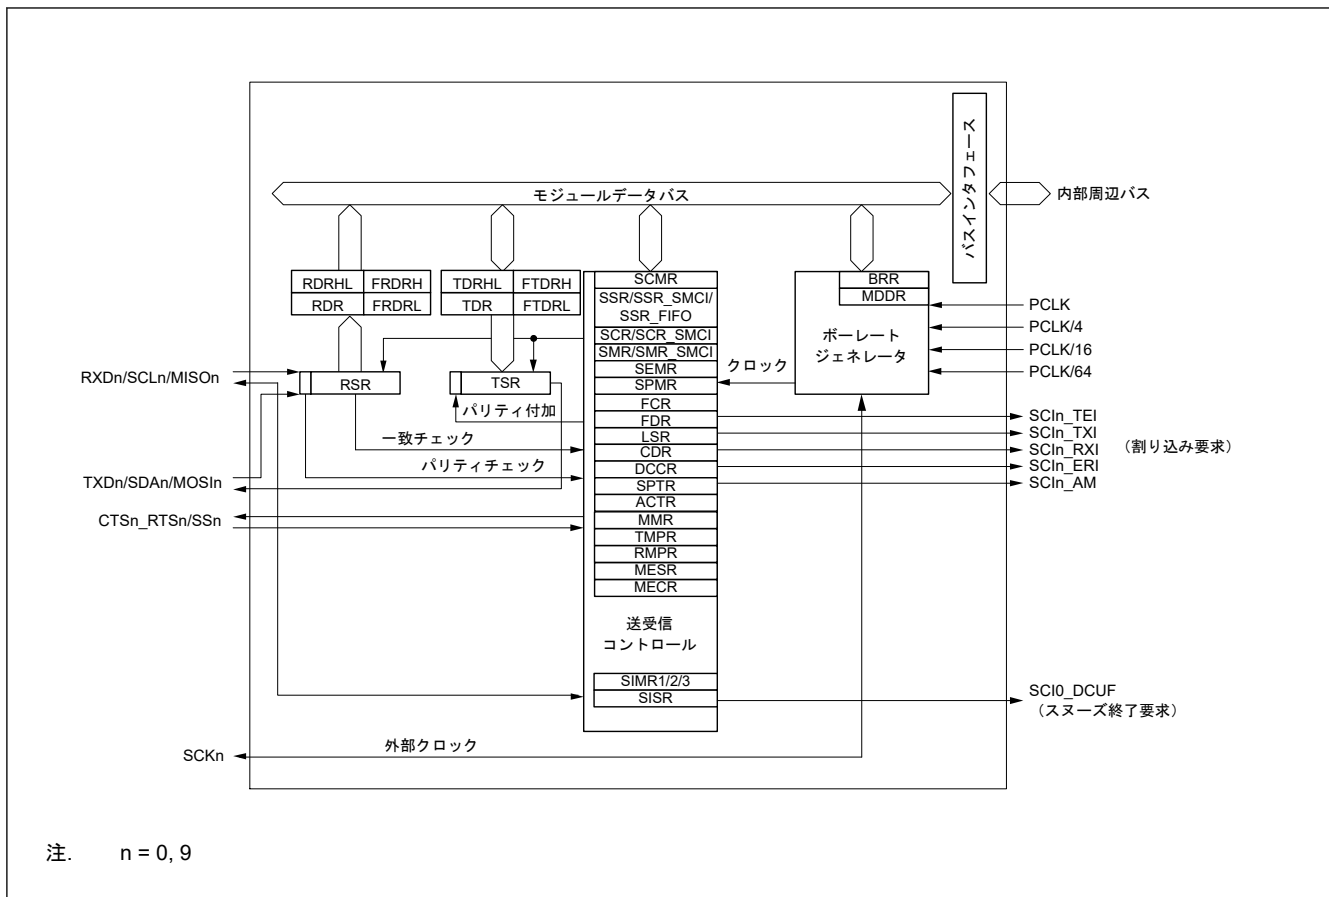 バスインタフェース
モジュールデータバス
内部周辺バス
RDRHL FRDRH
RDR FRDRL
TDRHL FTDRH
TDR FTDRL
SCMR
SSR/SSR_SMCI/
SSR_FIFO
SCR/SCR_SMCI
SMR/SMR_SMCI
SEMR
SPMR
FCR
FDR
LSR
CDR
DCCR
SPTR
ACTR
MMR
TMPR
RMPR
MESR
MECR
送受信
コントロール
SIMR1/2/3
SISR
BRR
MDDR
ボーレート
ジェネレータ
クロック
PCLK
PCLK/4
PCLK/16
PCLK/64
RXDn/SCLn/MISOn
RSR
TSR
パリティ付加
一致チェック
パリティチェック
TXDn/SDAn/MOSIn
CTSn_RTSn/SSn
SCIn_TEI
SCIn_TXI
SCIn_RXI
SCIn_ERI
SCIn_AM
(割り込み要求)
SCI0_DCUF
(スヌーズ終了要求)
SCKn
外部クロック
注. n = 0, 9